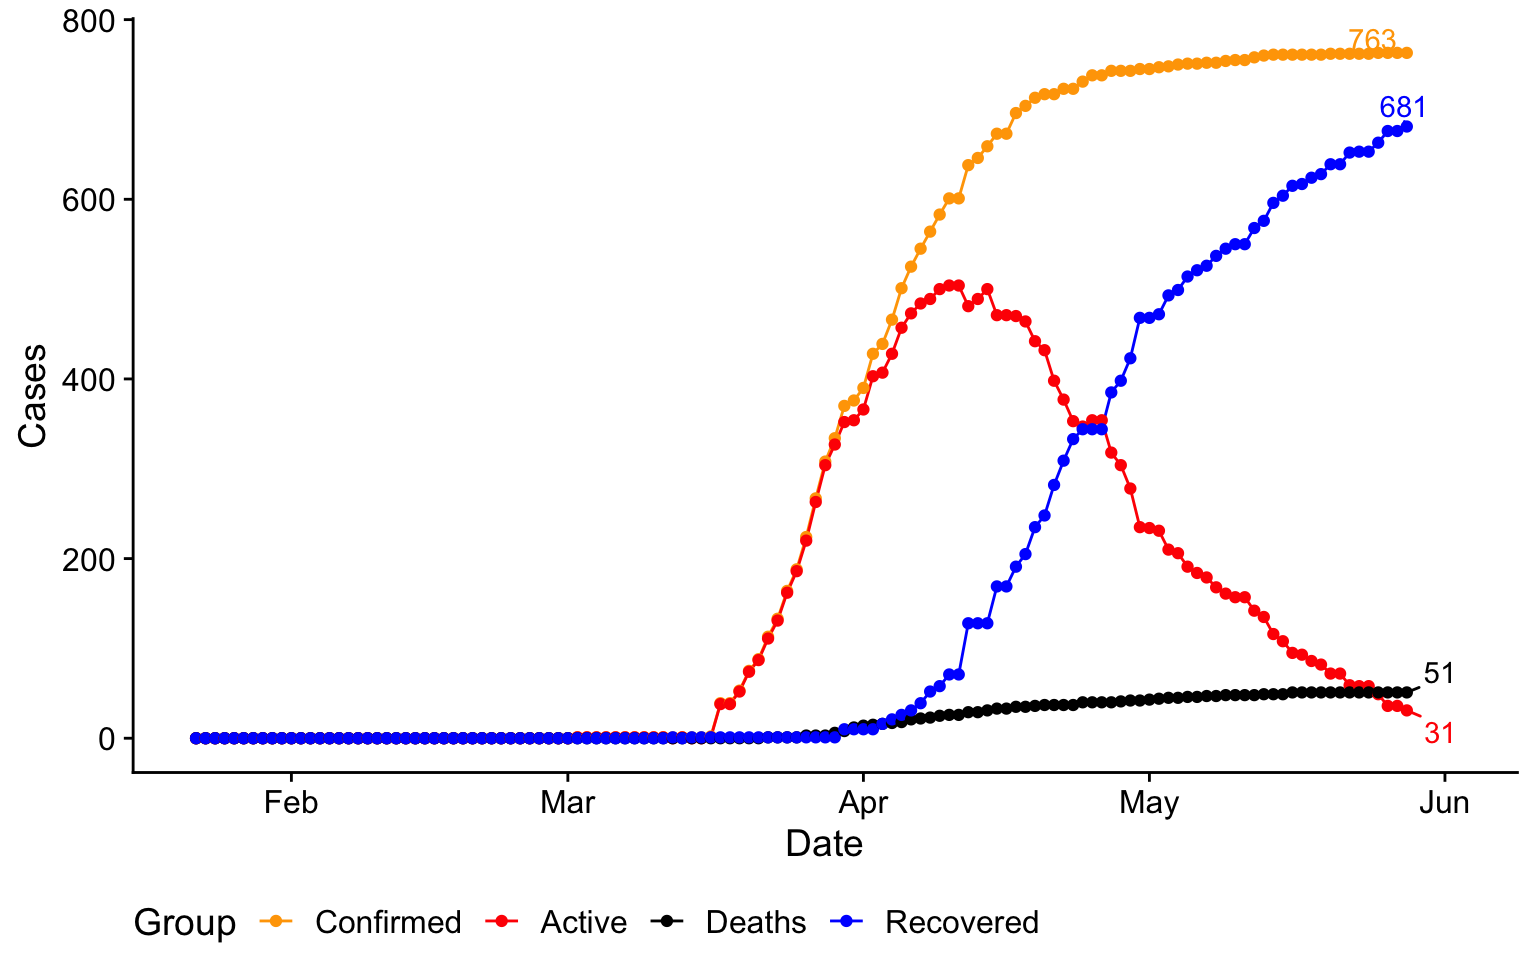 800
763
681
600
Cases
400
200
51
31
0
Feb Mar Apr May Jun
Date
Group Confirmed Active Deaths Recovered